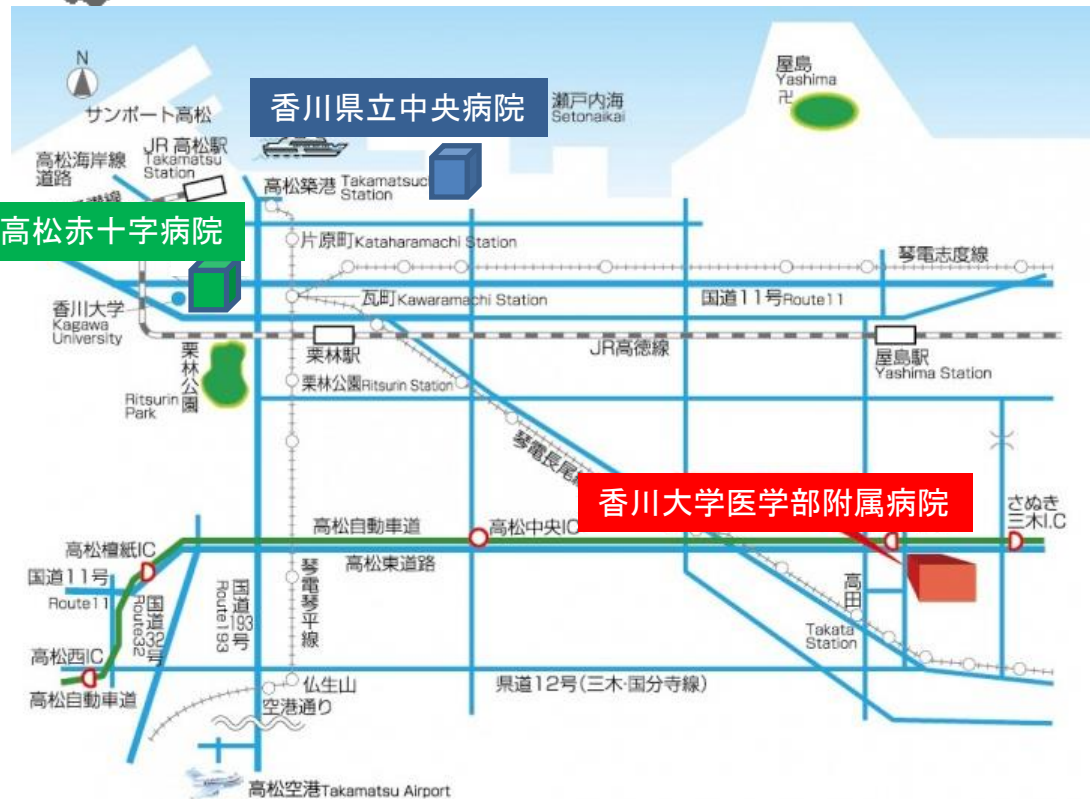 N
サンポート高松
香川県立中央病院
瀬戸内海
Setonaikai
屋島
Yashima
卍
高松海岸線
道路
JR 高松駅
Takamatsu
Station
高松築港
Station
高松赤十字病院
片原町Kataharamachi Station
琴電志度線
香川大学
Kagawa
University
瓦町Kawaramachi Station
国道11号Route11
栗林駅
JR高徳線
屋島駅
Yashima Station
栗林公園
Ritsurin
Park
栗林公園Ritsurin Station
琴電長尾
香川大学医学部附属病院
さぬき
三木I.C
高松自動車道
高松中央IC
高松檀紙IC
高松東道路
国道11号
Route11
国道32号
Route32
国道193号
Route193
琴電琴平線
高田
Takata
Station
高松西IC
高松自動車道
仏生山
県道12号(三木・国分寺線)
空港通り
高松空港Takamatsu Airport